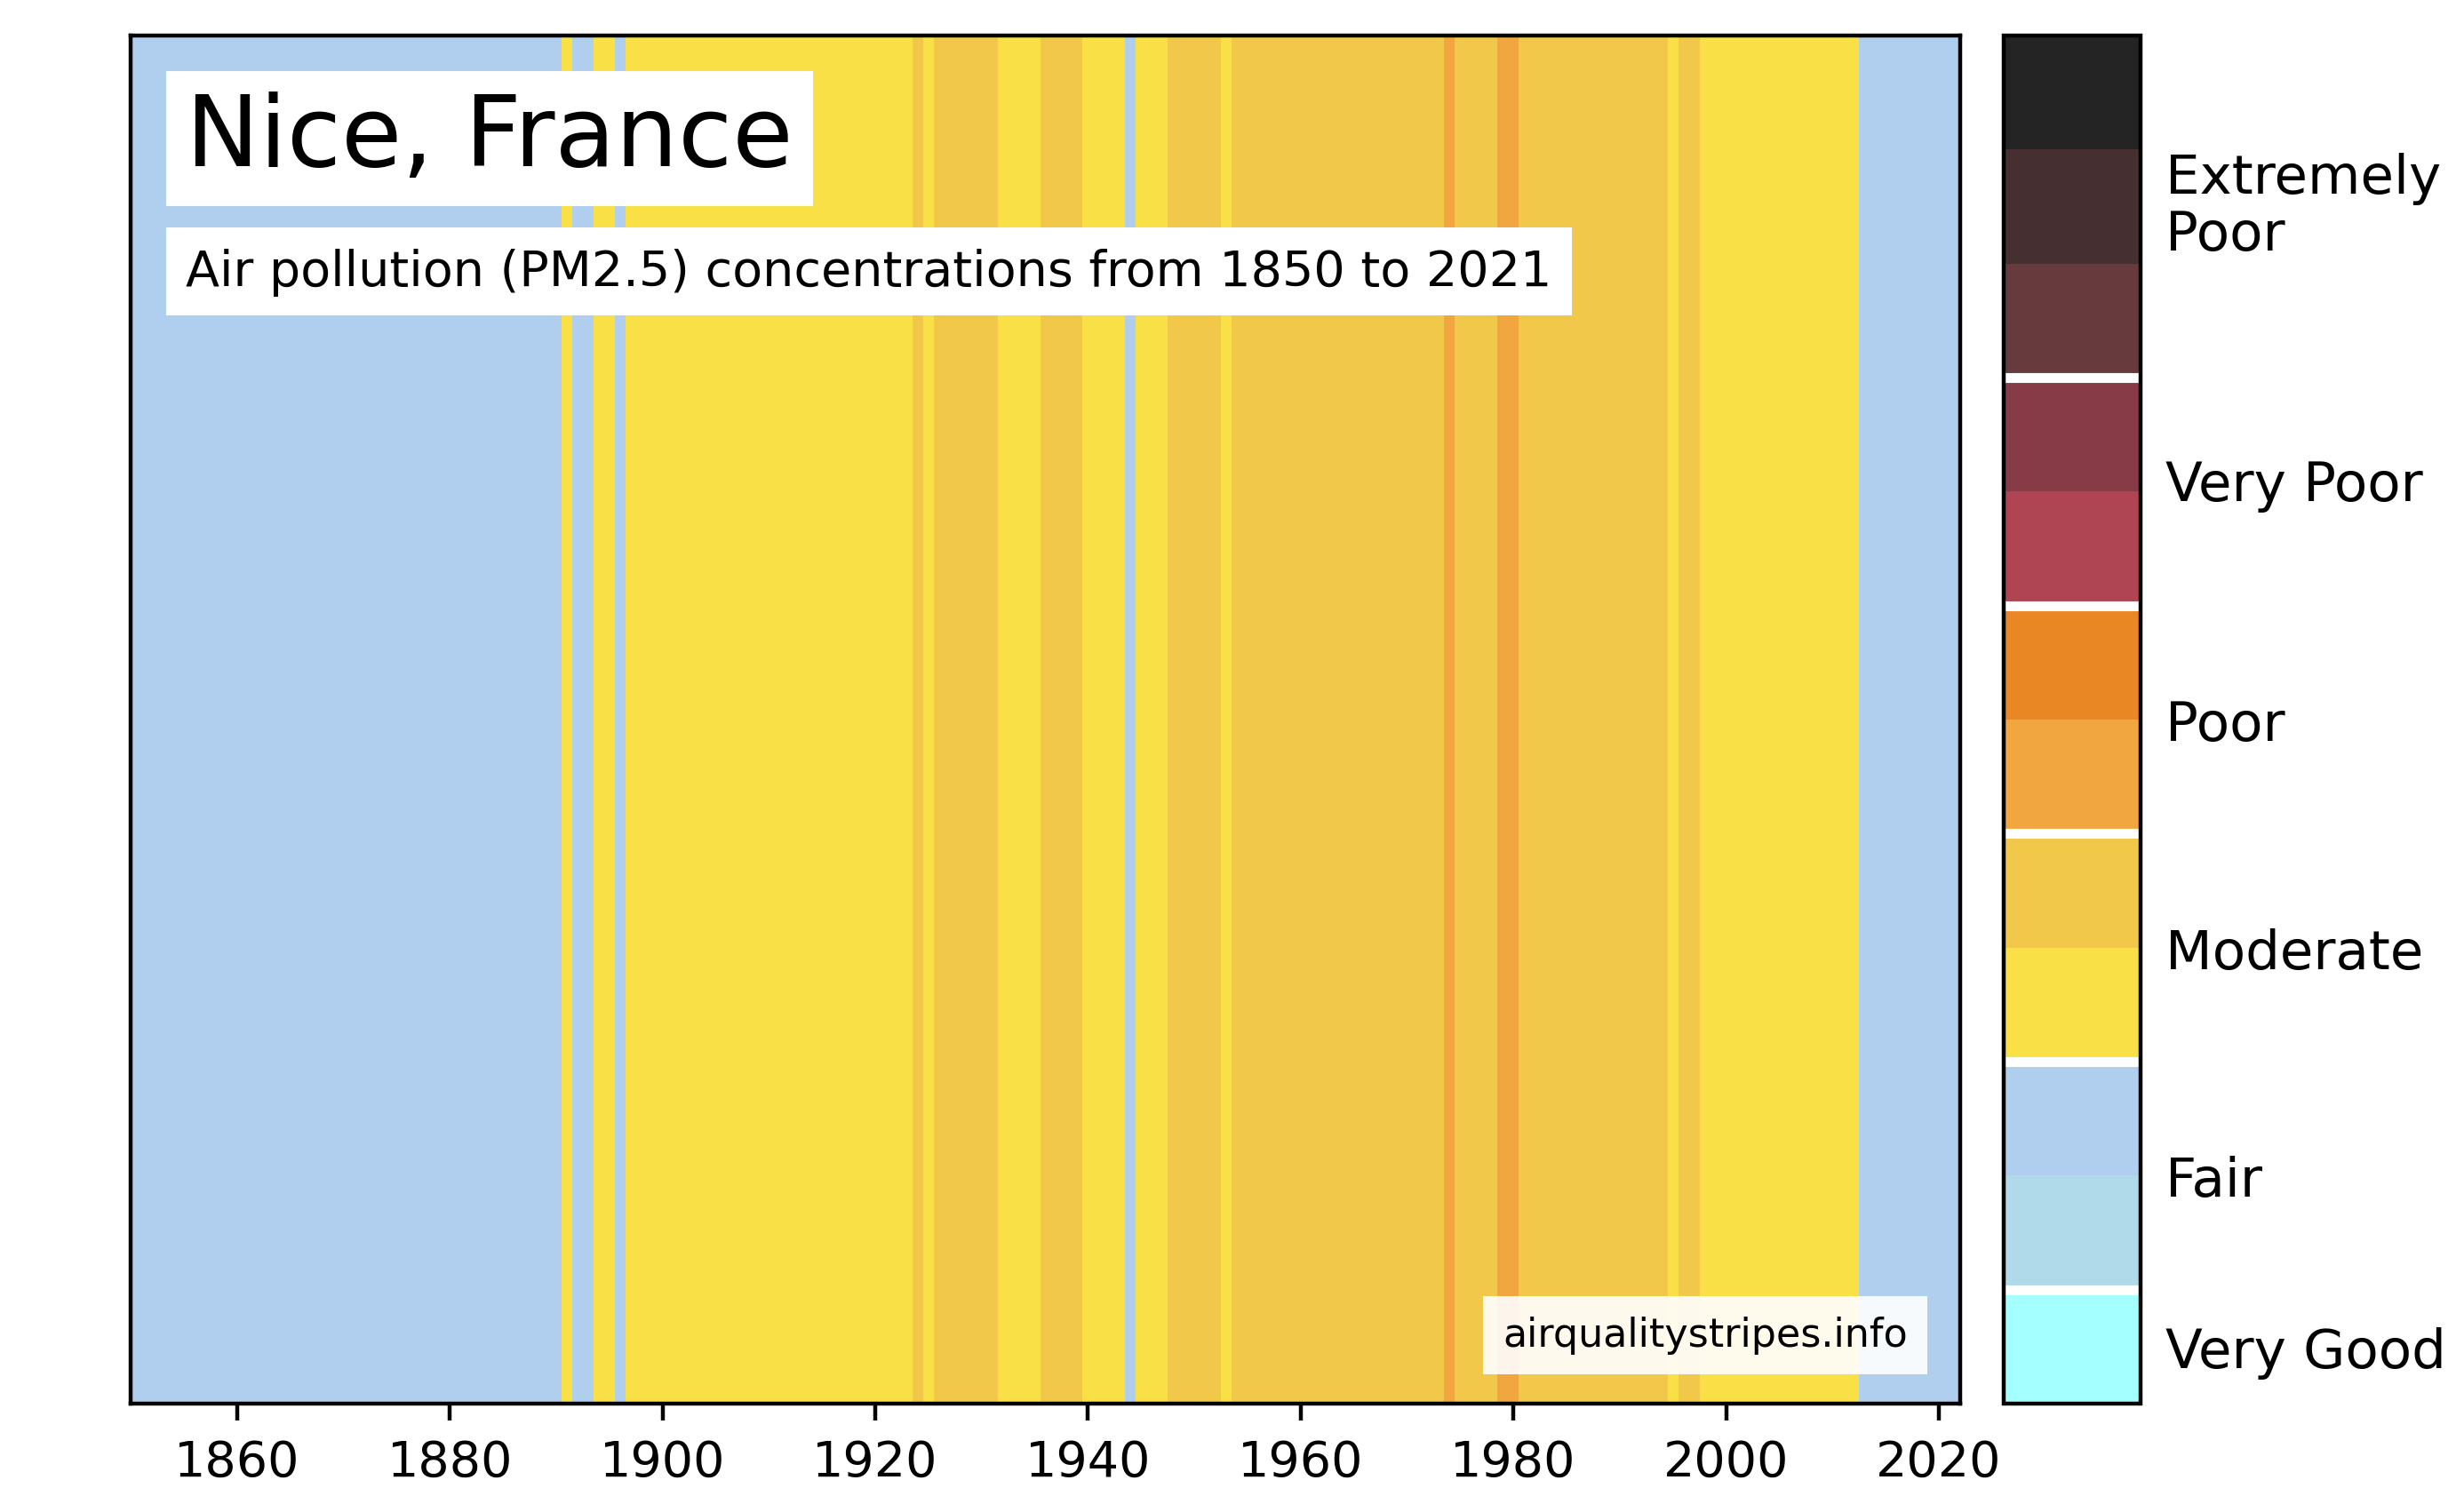 Nice, France
Air pollution (PM2.5) concentrations from 1850 to 2021
airqualitystripes.info
1860 1880 1900 1920 1940 1960 1980 2000 2020
Extremely
Poor
Very Poor
Poor
Moderate
Fair
Very Good